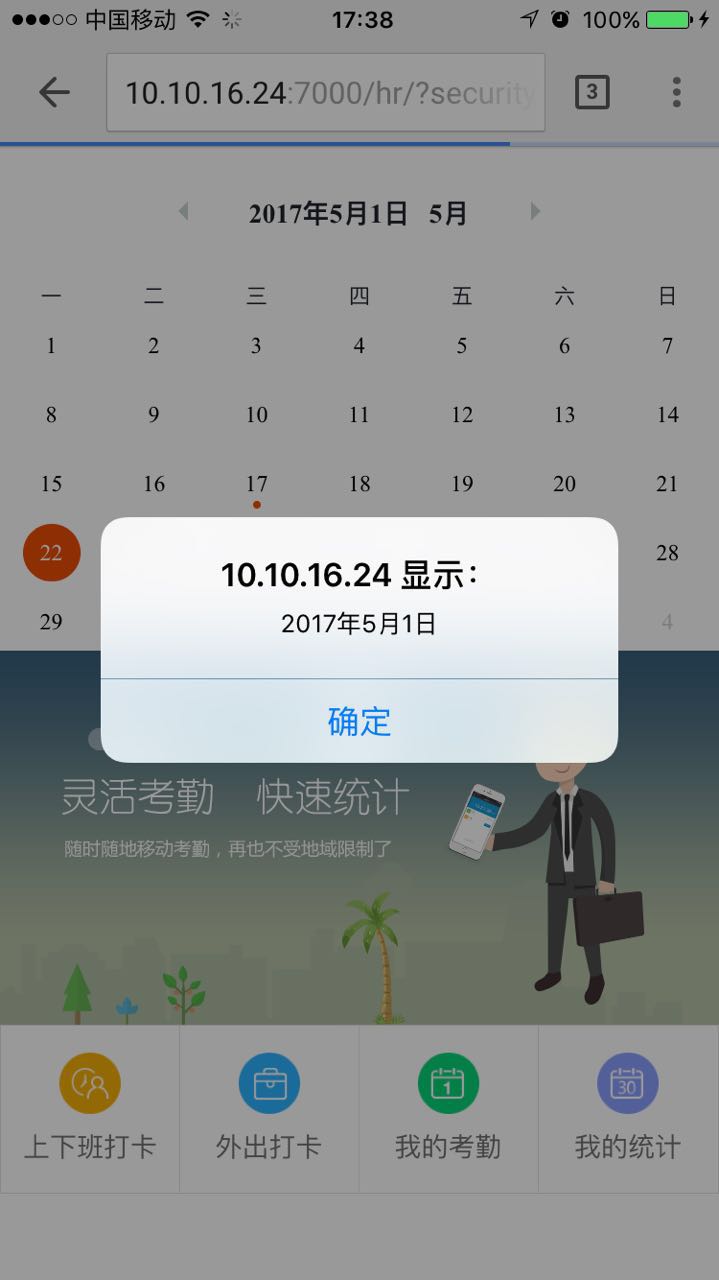 中国移动 17:38 100%
10.10.16.24:7000/hr/?security 3
2017年5月1日 5月
一 二 三 四 五 六 日
1 2 3 4 5 6 7
8 9 10 11 12 13 14
15 16 17 18 19 20 21
22 28
29 4
10.10.16.24 显示：
2017年5月1日
确定
灵活考勤 快速统计
随时随地移动考勤，再也不受地域限制了
1 30
上下班打卡 外出打卡 我的考勤 我的统计